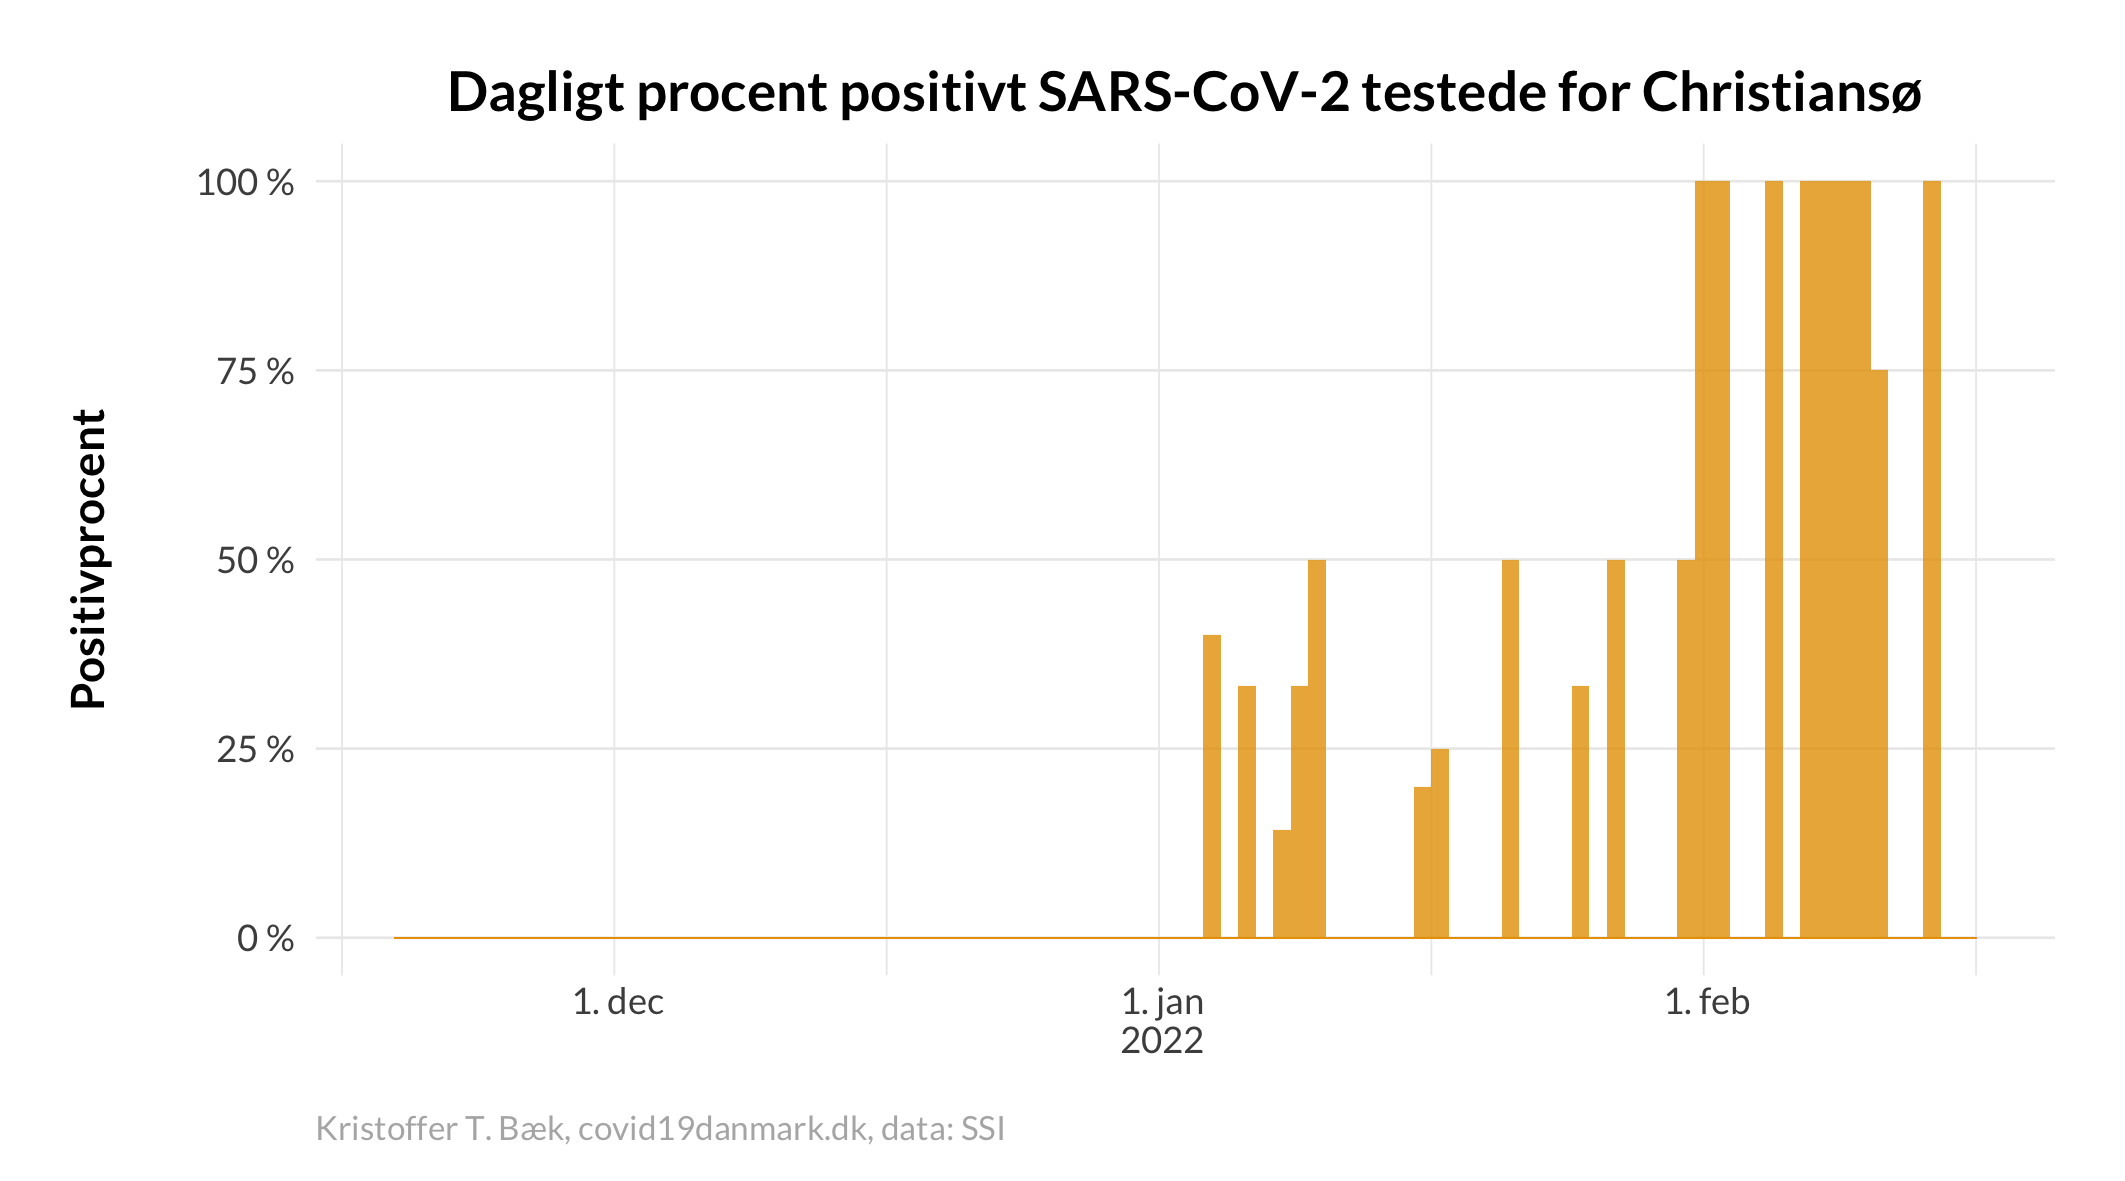 Dagligt procent positivt SARS-CoV-2 testede for Christiansø
100 %
75 %
50 %
25 %
0 %
Positivprocent
1. dec
1. jan
2022
1. feb
Kristoffer T. Bæk, covid19danmark.dk, data: SSI